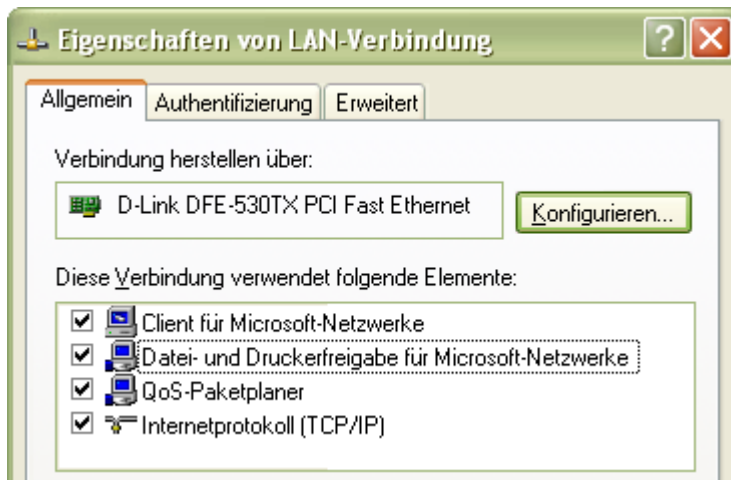 Eigenschaften von LAN-Verbindung
Allgemein Authentifizierung Erweitert
Verbindung herstellen über:
D-Link DFE-530TX PCI Fast Ethernet Konfigurieren...
Diese Verbindung verwendet folgende Elemente:
Client für Microsoft-Netzwerke
Datei- und Druckerfreigabe für Microsoft-Netzwerke
QoS-Paketplaner
Internetprotokoll (TCP/IP)